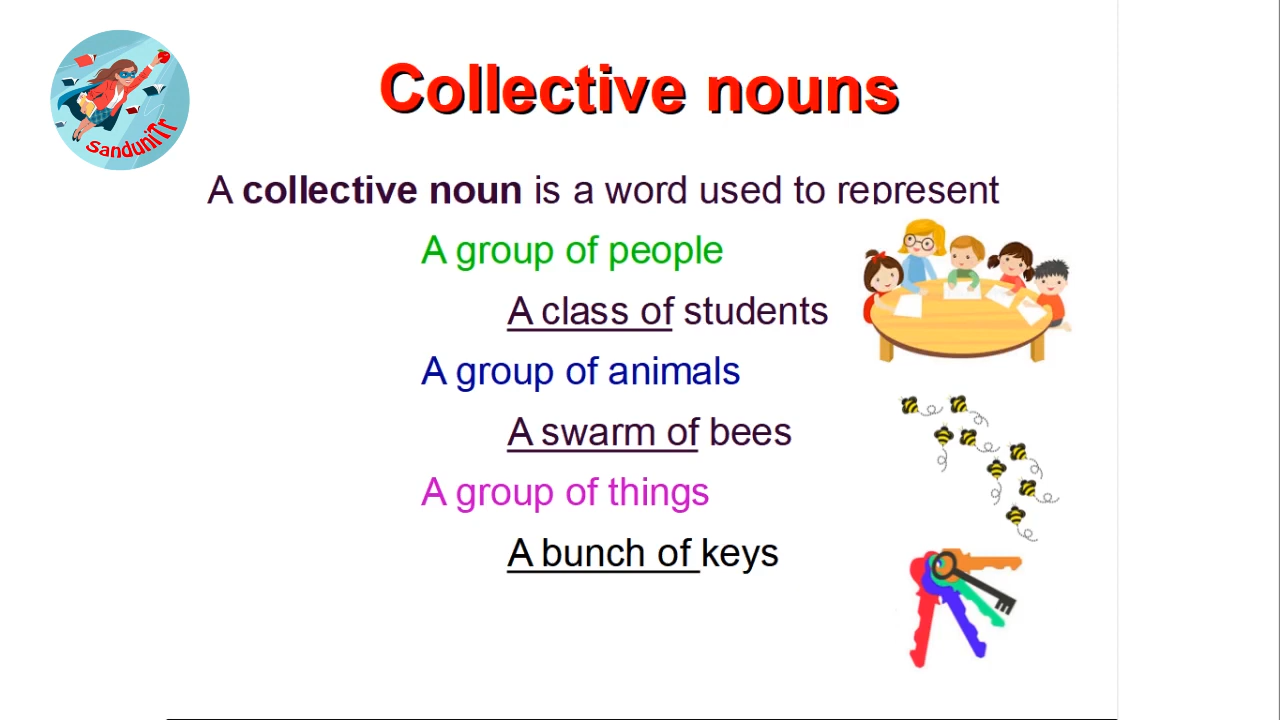 sanduniTr
Collective nouns
A collective noun is a word used to represent
A group of people
A class of students
A group of animals
A swarm of bees
A group of things
A bunch of keys